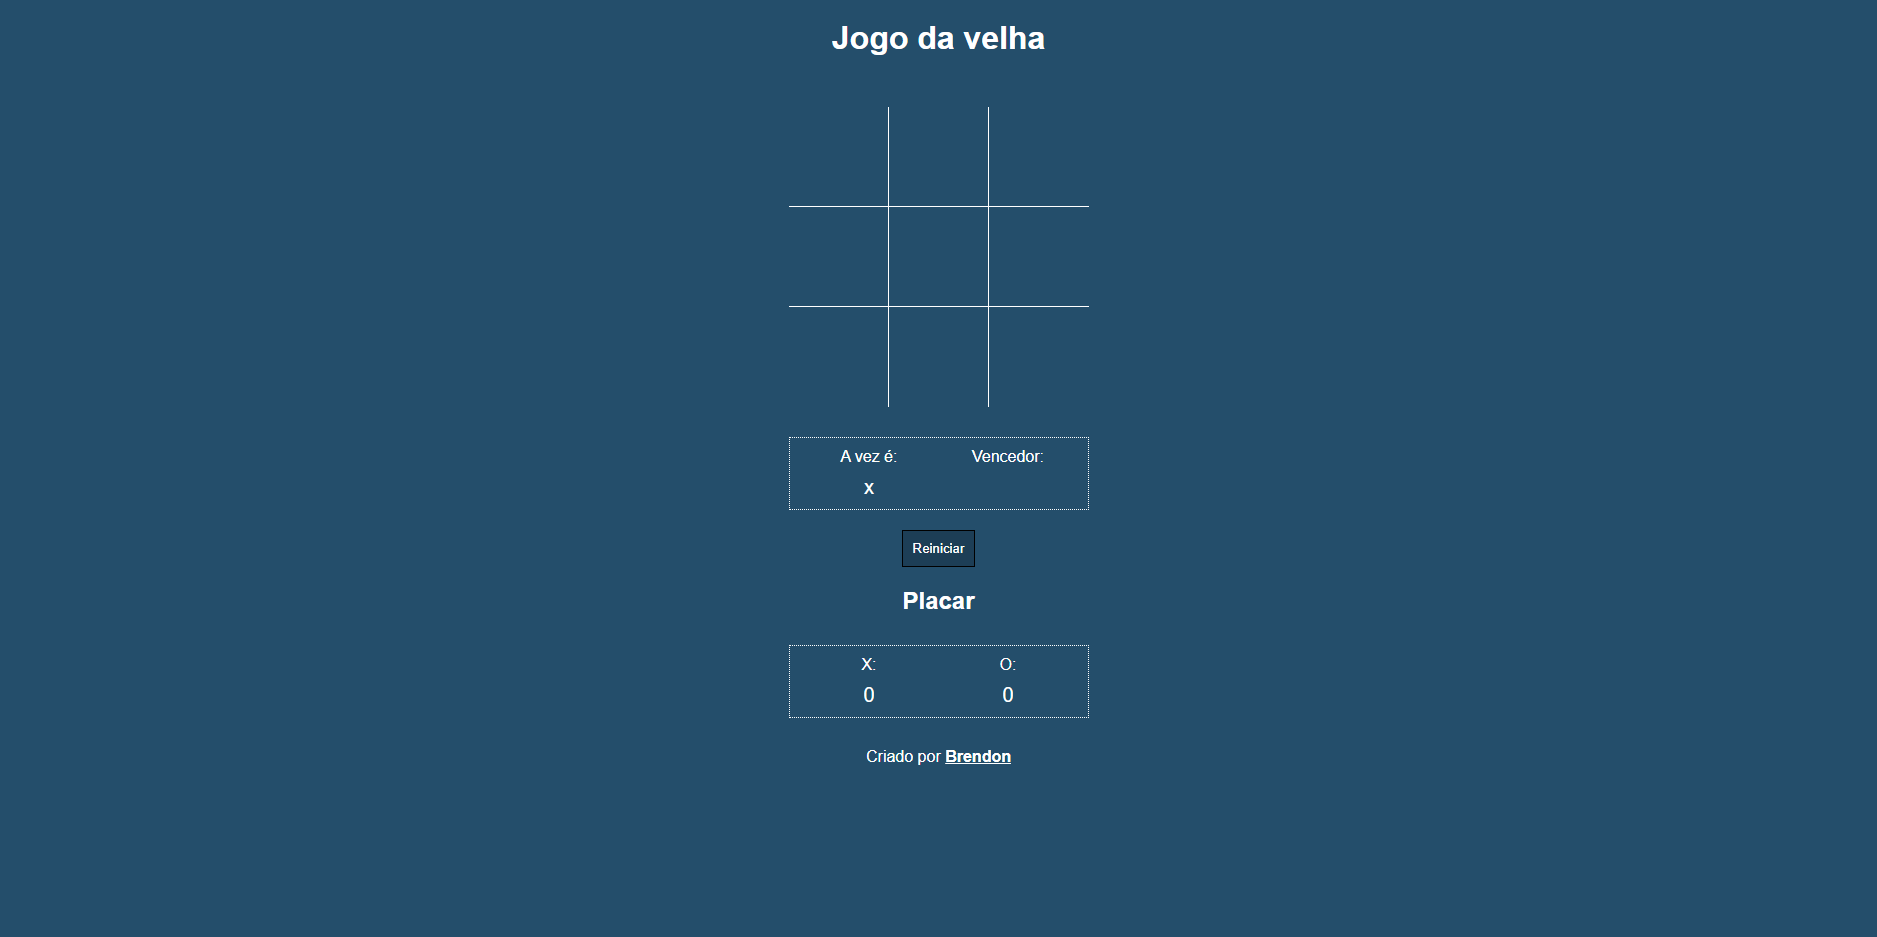 Jogo da velha
A vez é: Vencedor:
x
Reiniciar
Placar
X: O:
0 0
Criado por Brendon